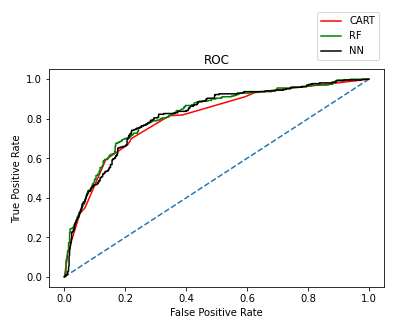 CART
RF
NN
ROC
1.0
0.8
0.6
0.4
0.2
0.0
True Positive Rate
0.0 0.2 0.4 0.6 0.8 1.0
False Positive Rate